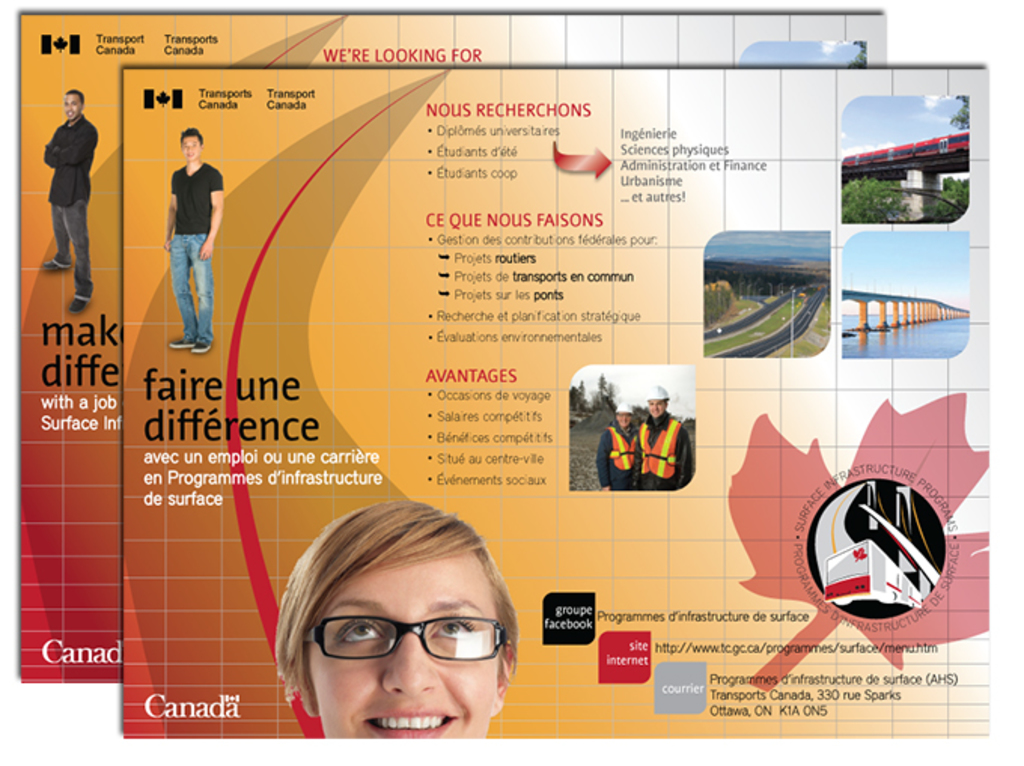 Transport
Canada
Transports
Canada
WE'RE LOOKING FOR
make
diffe
with a job
Surface Inf
Canad
Transports
Canada
Transport
Canada
NOUS RECHERCHONS
• Diplômés universitaires
• Étudiants d'été
• Étudiants coop
Ingénierie
Sciences physiques
Administration et Finance
Urbanisme
... et autres!
CE QUE NOUS FAISONS
• Gestion des contributions fédérales pour:
Projets routiers
Projets de transports en commun
Projets sur les ponts
• Recherche et planification stratégique
• Évaluations environnementales
AVANTAGES
• Occasions de voyage
• Salaires compétitifs
• Bénéfices compétitifs
• Situé au centre-ville
• Événements sociaux
faire une
différence
avec un emploi ou une carrière
en Programmes d'infrastructure
de surface
• SURFACE INFRASTRUCTURE PROGRAMS •
PROGRAMMES D'INFRASTRUCTURE DE SURFACE
groupe
facebook
Programmes d'infrastructure de surface
site
internet
http://www.tc.gc.ca/programmes/surface/menu.htm
courrier
Programmes d'infrastructure de surface (AHS)
Transports Canada, 330 rue Sparks
Ottawa, ON K1A 0N5
Canada